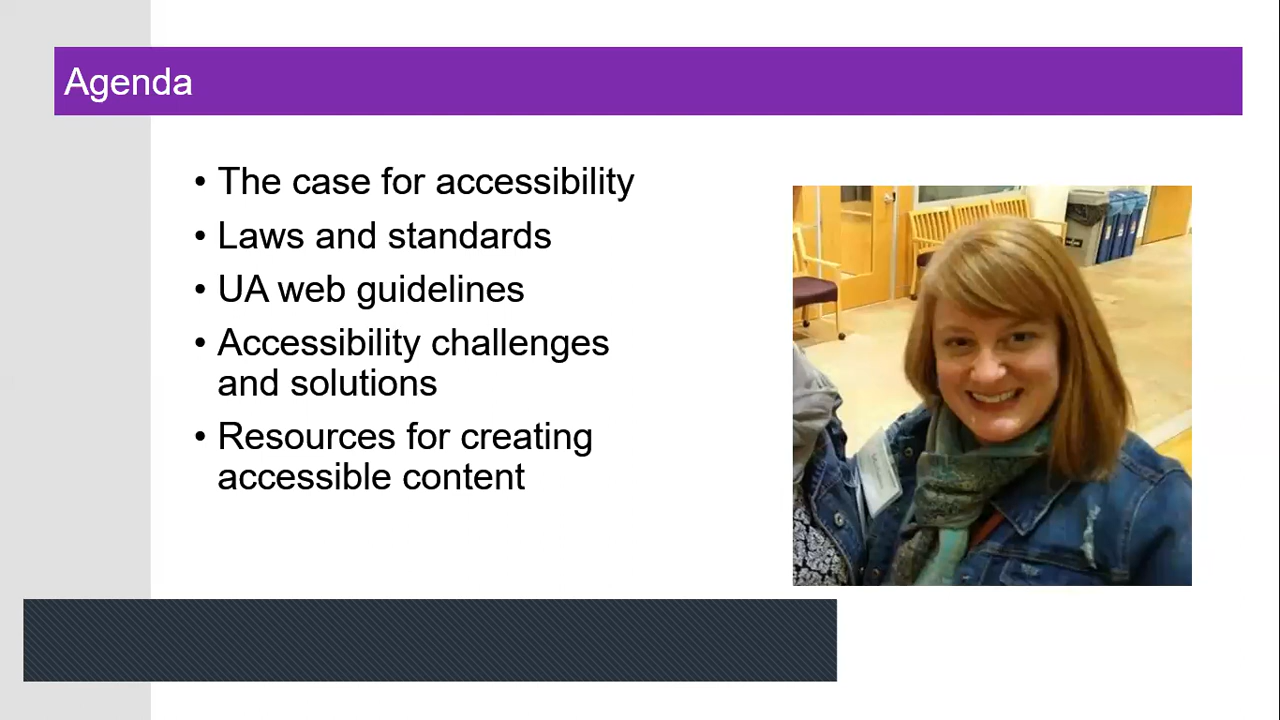 Agenda
• The case for accessibility
• Laws and standards
• UA web guidelines
• Accessibility challenges
and solutions
• Resources for creating
accessible content